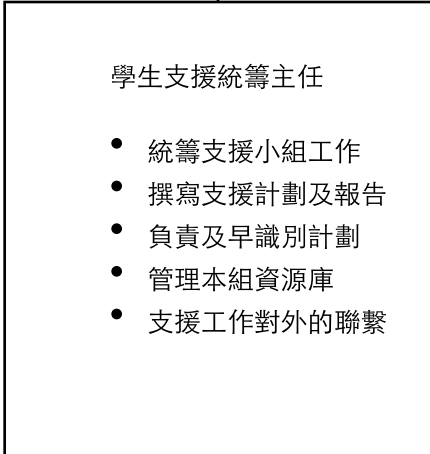 學生支援統籌主任
• 統籌支援小組工作
• 撰寫支援計劃及報告
• 負責及早識別計劃
• 管理本組資源庫
• 支援工作對外的聯繫